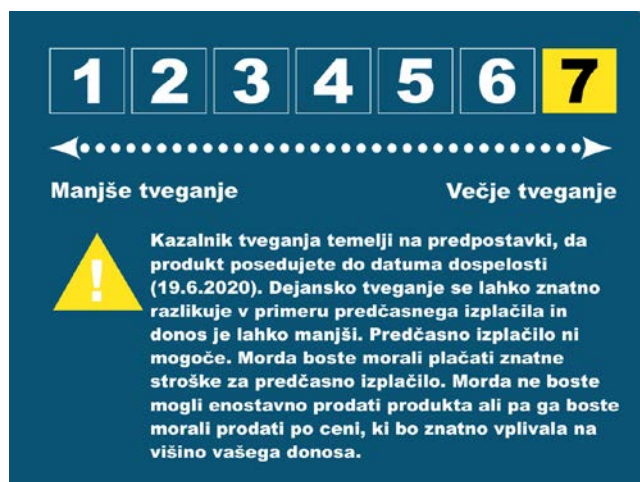 1 2 3 4 5 6 7
Manjše tveganje Večje tveganje
!
Kazalnik tveganja temelji na predpostavki, da
produkt posedujete do datuma dospelosti
(19.6.2020). Dejansko tveganje se lahko znatno
razlikuje v primeru predčasnega izplačila in
donos je lahko manjši. Predčasno izplačilo ni
mogoče. Morda boste morali plačati znatne
stroške za predčasno izplačilo. Morda ne boste
mogli enostavno prodati produkta ali pa ga boste
morali prodati po ceni, ki bo znatno vplivala na
višino vašega donosa.